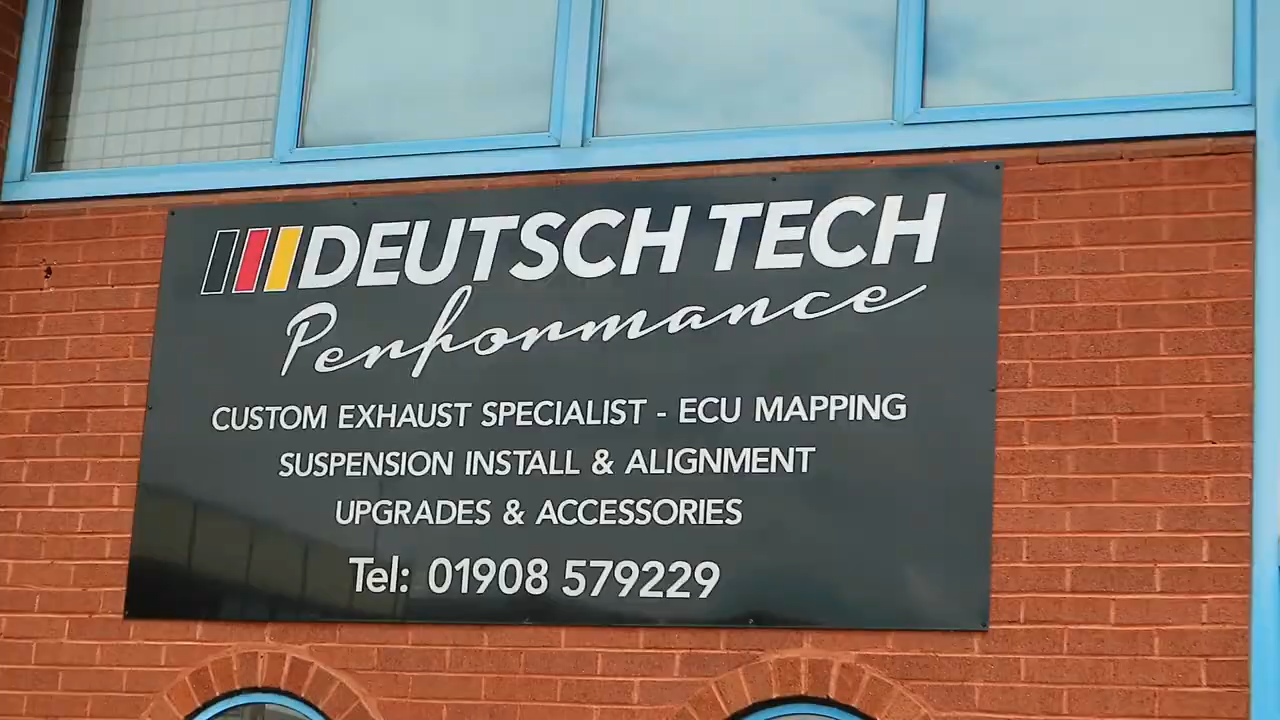 DEUTSCH TECH
Performance
CUSTOM EXHAUST SPECIALIST - ECU MAPPING
SUSPENSION INSTALL & ALIGNMENT
UPGRADES & ACCESSORIES
Tel: 01908 579229